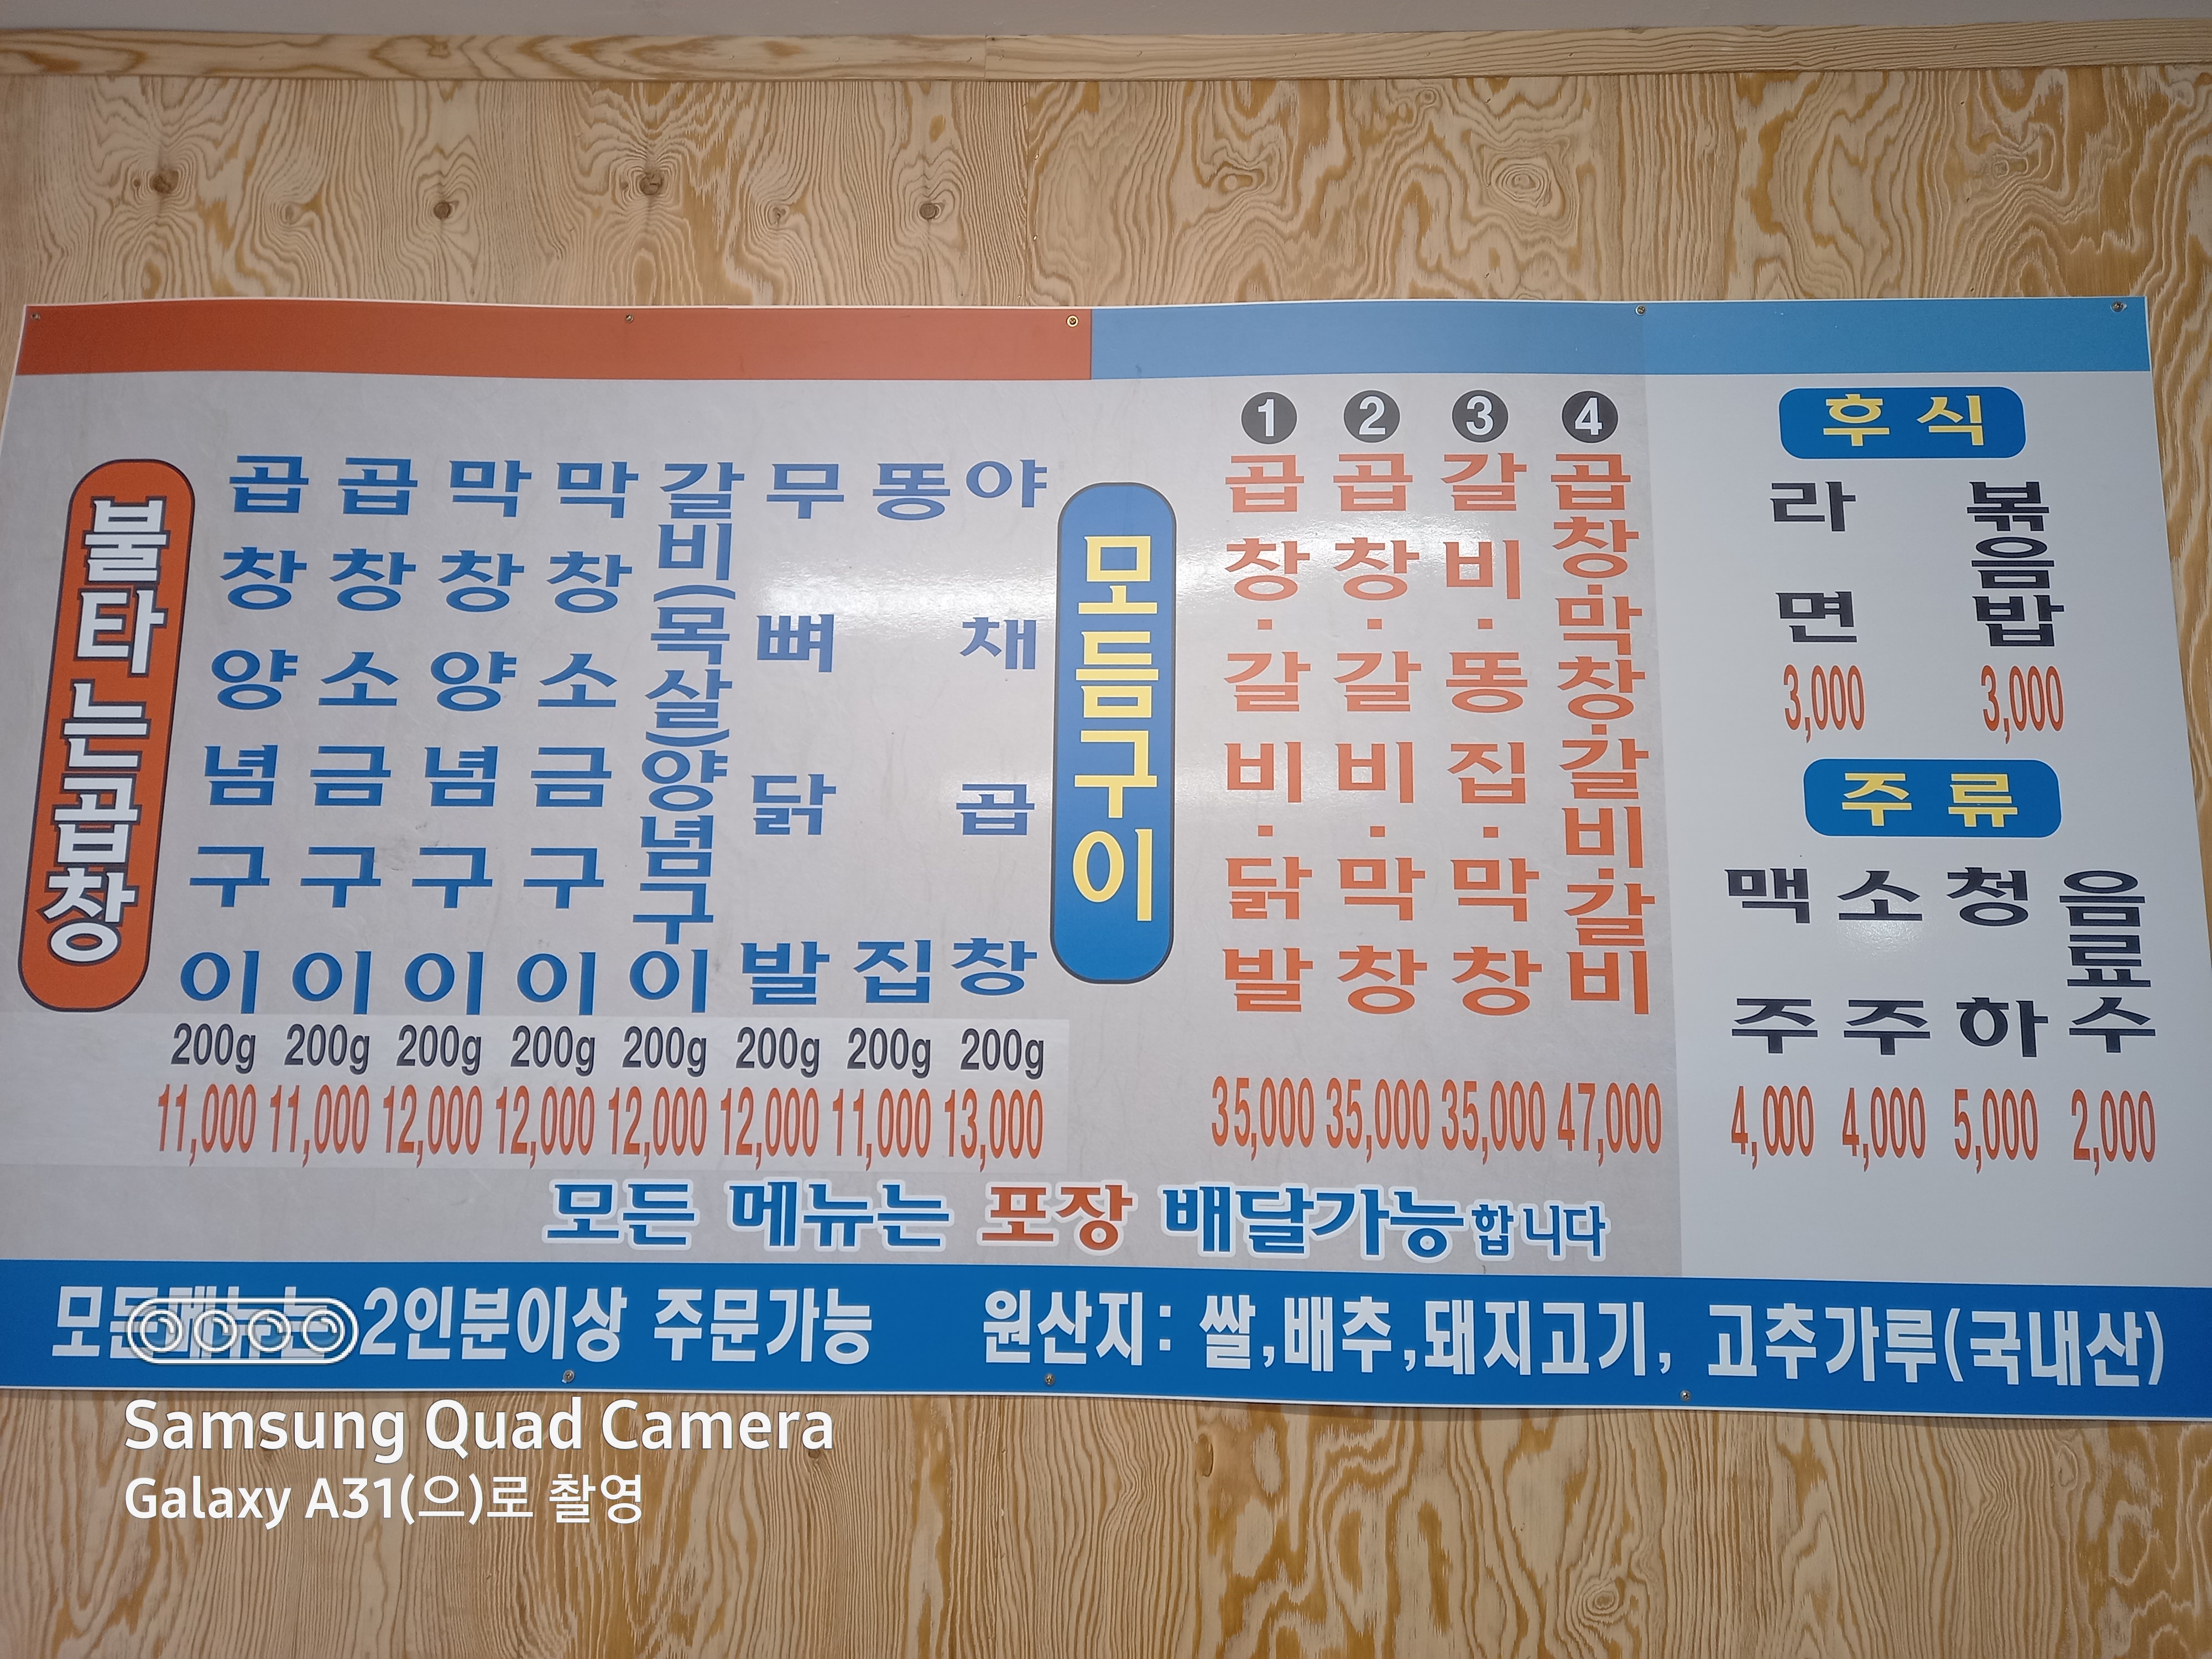 불타는곱창
곱창양념구이 200g 11,000
곱창소금구이 200g 11,000
막창양념구이 200g 12,000
막창소금구이 200g 12,000
갈비(목살)양념구이 200g 12,000
무뼈닭발 200g 12,000
똥집 200g 11,000
야채곱창 200g 13,000
모듬구이
1 곱창·갈비·닭발 35,000
2 곱창·갈비·막창 35,000
3 갈비·똥집·막창 35,000
4 곱창·막창·갈비·갈비 47,000
후식
라면 3,000
볶음밥 3,000
주류
맥주 4,000
소주 4,000
청하 5,000
음료수 2,000
모든 메뉴는 포장 배달가능합니다
모든메뉴는 2인분이상 주문가능
원산지: 쌀,배추,돼지고기, 고추가루(국내산)
Samsung Quad Camera
Galaxy A31(으)로 촬영